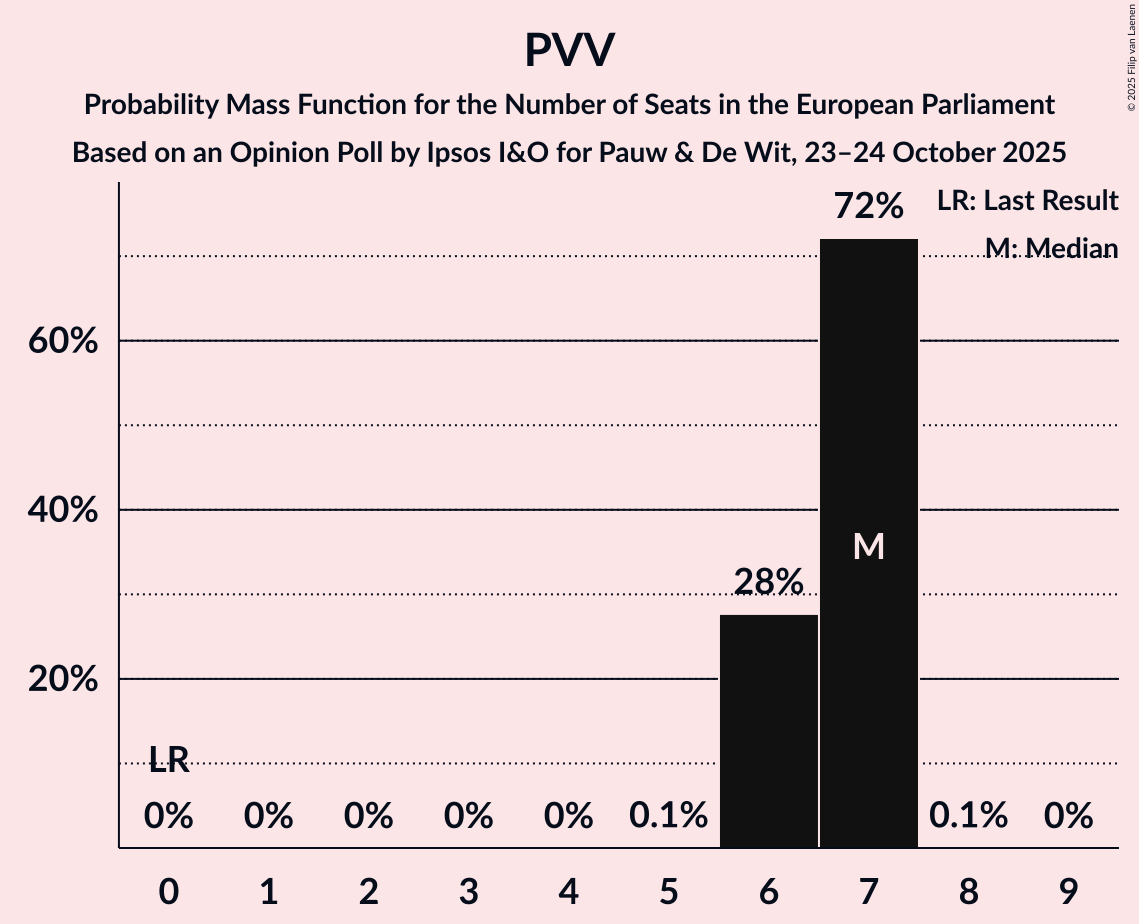 PVV
Probability Mass Function for the Number of Seats in the European Parliament
Based on an Opinion Poll by Ipsos I&O for Pauw & De Wit, 23–24 October 2025
© 2025 Filip van Laenen
LR: Last Result
M: Median
72%
60%
40%
M
28%
20%
LR
0% 0% 0% 0% 0% 0.1% 0.1% 0%
0 1 2 3 4 5 6 7 8 9